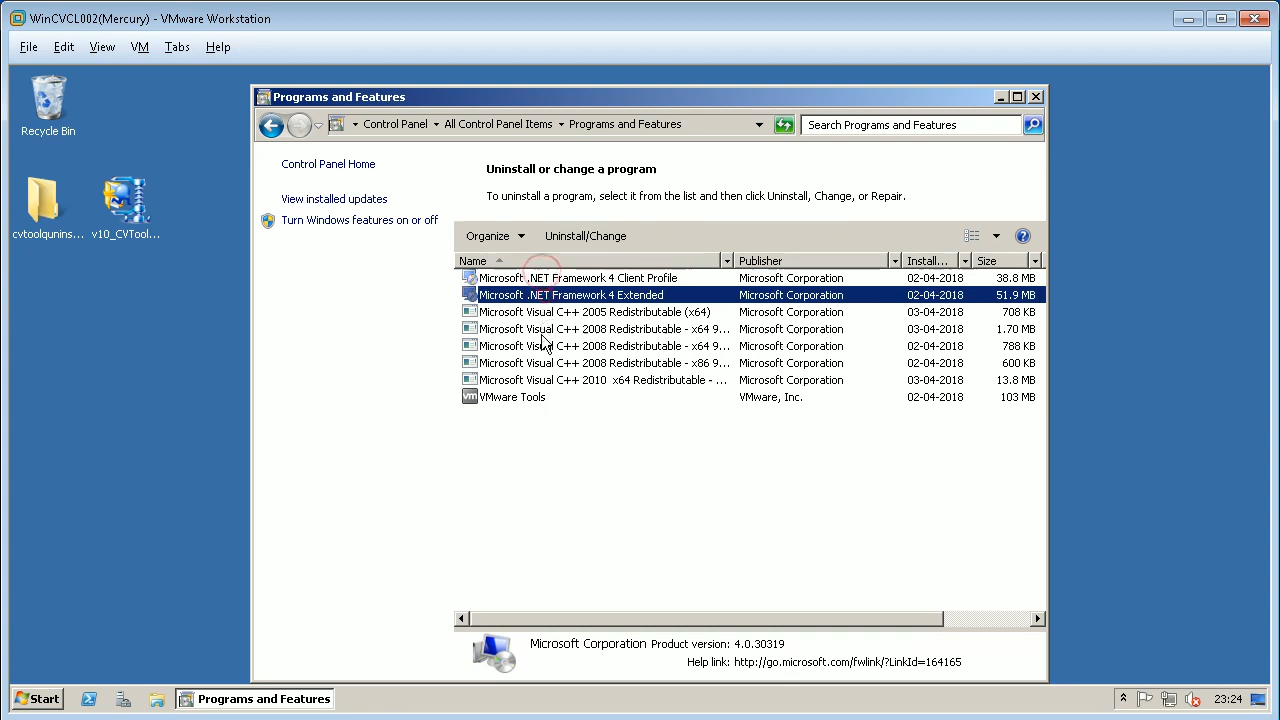 WinCVCL002(Mercury) - VMware Workstation
File Edit View VM Tabs Help
Recycle Bin
cvtoolqunins...
v10_CVTool...
Programs and Features
Control Panel All Control Panel Items Programs and Features
Search Programs and Features
Control Panel Home
View installed updates
Turn Windows features on or off
Uninstall or change a program
To uninstall a program, select it from the list and then click Uninstall, Change, or Repair.
Organize Uninstall/Change
Name Publisher Install... Size
Microsoft .NET Framework 4 Client Profile Microsoft Corporation 02-04-2018 38.8 MB
Microsoft .NET Framework 4 Extended Microsoft Corporation 02-04-2018 51.9 MB
Microsoft Visual C++ 2005 Redistributable (x64) Microsoft Corporation 03-04-2018 708 KB
Microsoft Visual C++ 2008 Redistributable - x64 9... Microsoft Corporation 03-04-2018 1.70 MB
Microsoft Visual C++ 2008 Redistributable - x64 9... Microsoft Corporation 02-04-2018 788 KB
Microsoft Visual C++ 2008 Redistributable - x86 9... Microsoft Corporation 02-04-2018 600 KB
Microsoft Visual C++ 2010 x64 Redistributable - ... Microsoft Corporation 03-04-2018 13.8 MB
vm VMware Tools VMware, Inc. 02-04-2018 103 MB
Microsoft Corporation Product version: 4.0.30319
Help link: http://go.microsoft.com/fwlink/?LinkId=164165
Start
Programs and Features
23:24